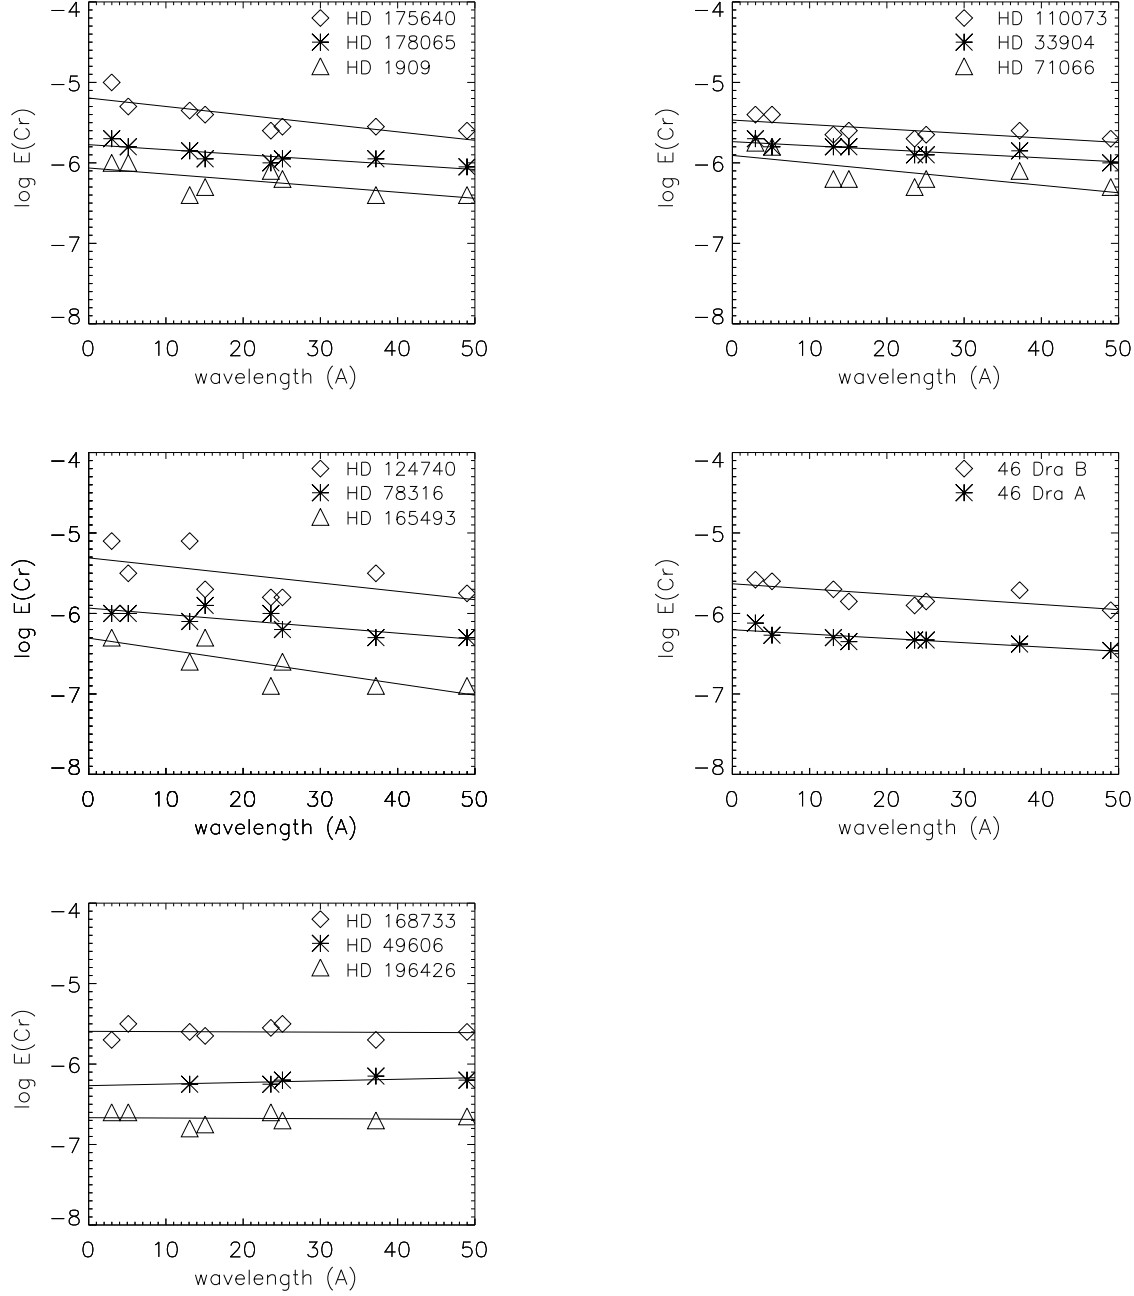 −4
−5
−6
−7
−8
log E(Cr)
0 10 20 30 40 50
wavelength (A)
HD 175640
HD 178065
HD 1909
−4
−5
−6
−7
−8
log E(Cr)
0 10 20 30 40 50
wavelength (A)
HD 110073
HD 33904
HD 71066
−4
−5
−6
−7
−8
log E(Cr)
0 10 20 30 40 50
wavelength (A)
HD 124740
HD 78316
HD 165493
−4
−5
−6
−7
−8
log E(Cr)
0 10 20 30 40 50
wavelength (A)
46 Dra B
46 Dra A
−4
−5
−6
−7
−8
log E(Cr)
0 10 20 30 40 50
wavelength (A)
HD 168733
HD 49606
HD 196426